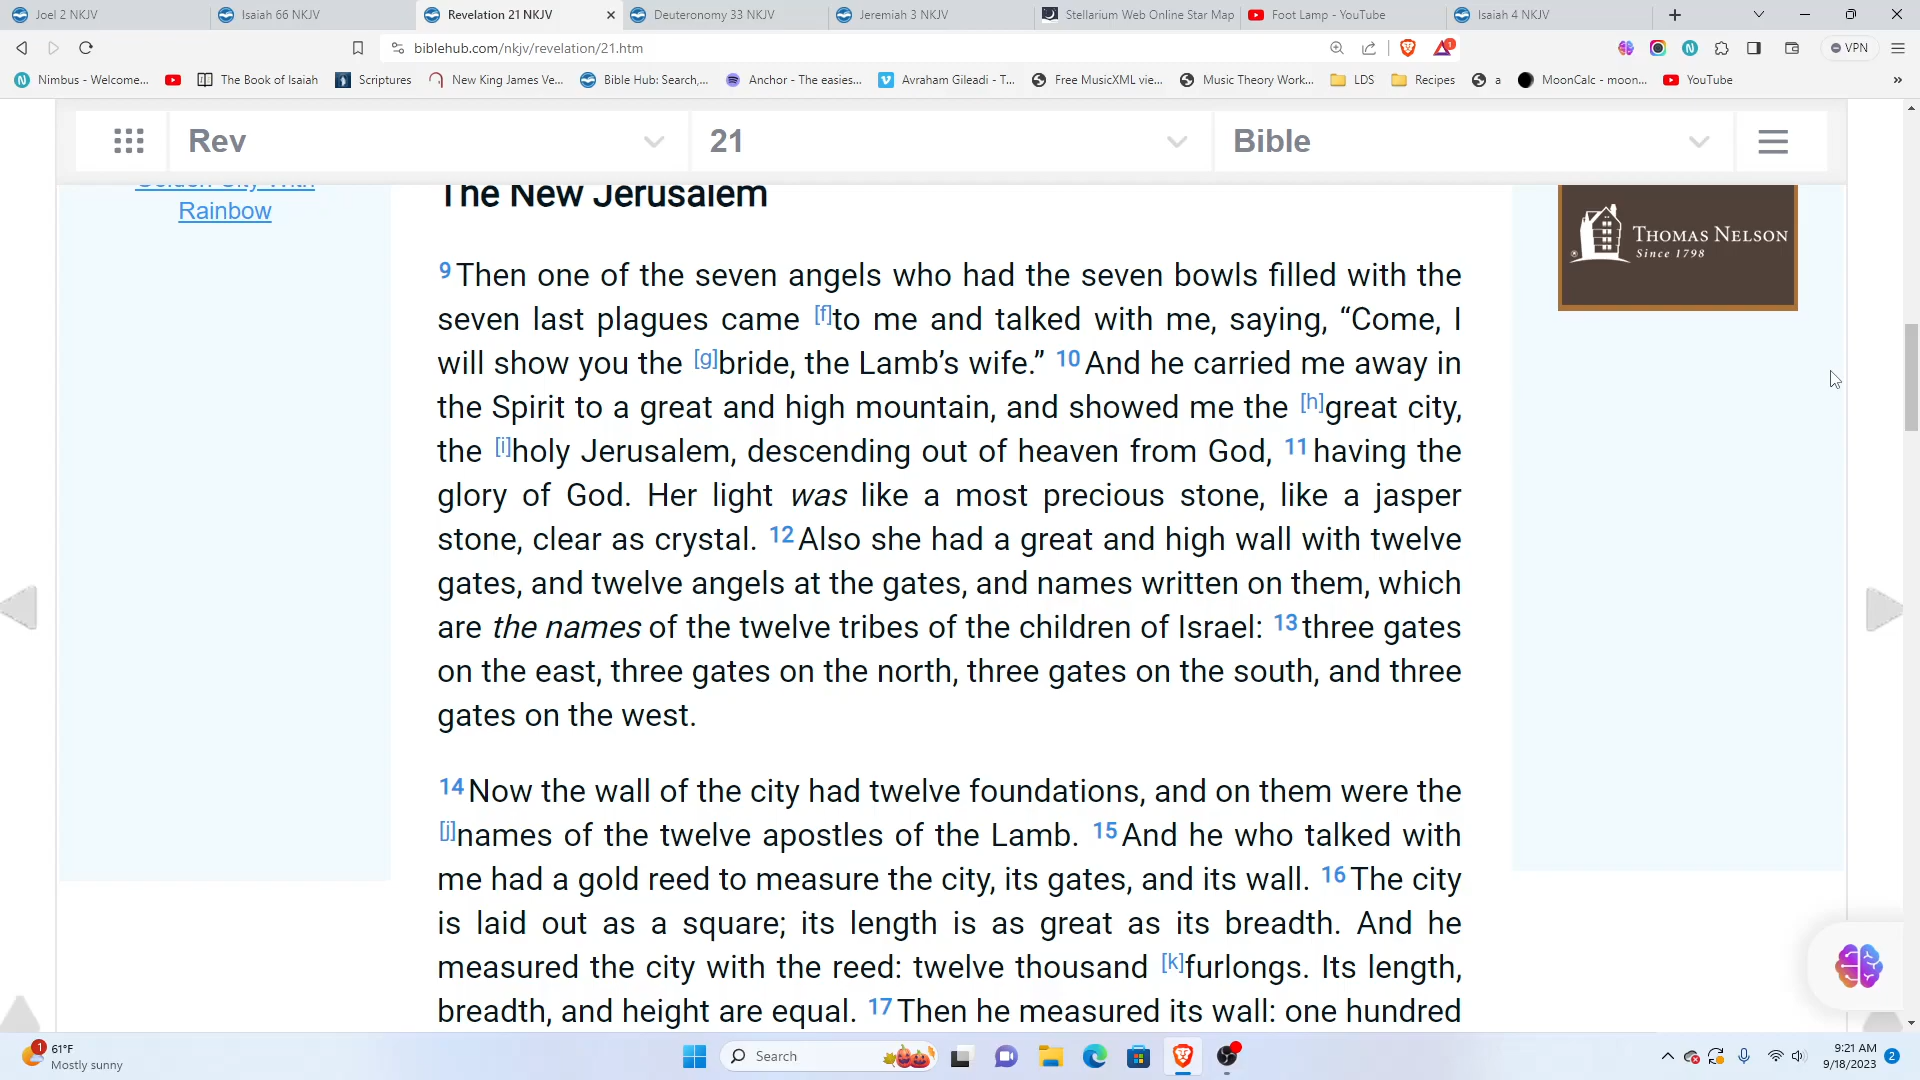 Joel 2 NKJV
Isaiah 66 NKJV
Revelation 21 NKJV
Deuteronomy 33 NKJV
Jeremiah 3 NKJV
Stellarium Web Online Star Map
Foot Lamp - YouTube
Isaiah 4 NKJV
biblehub.com/nkjv/revelation/21.htm
1
VPN
Nimbus - Welcome...
The Book of Isaiah
Scriptures
New King James Ve...
Bible Hub: Search,...
Anchor - The easies...
Avraham Gileadi - T...
Free MusicXML vie...
Music Theory Work...
LDS
Recipes
a
MoonCalc - moon...
YouTube
Rev
21
Bible
Golden City With
Rainbow
The New Jerusalem
THOMAS NELSON
Since 1798
9 Then one of the seven angels who had the seven bowls filled with the
seven last plagues came [f]to me and talked with me, saying, “Come, I
will show you the [g]bride, the Lamb’s wife.” 10 And he carried me away in
the Spirit to a great and high mountain, and showed me the [h]great city,
the [i]holy Jerusalem, descending out of heaven from God, 11 having the
glory of God. Her light was like a most precious stone, like a jasper
stone, clear as crystal. 12 Also she had a great and high wall with twelve
gates, and twelve angels at the gates, and names written on them, which
are the names of the twelve tribes of the children of Israel: 13 three gates
on the east, three gates on the north, three gates on the south, and three
gates on the west.
14 Now the wall of the city had twelve foundations, and on them were the
[j]names of the twelve apostles of the Lamb. 15 And he who talked with
me had a gold reed to measure the city, its gates, and its wall. 16 The city
is laid out as a square; its length is as great as its breadth. And he
measured the city with the reed: twelve thousand [k]furlongs. Its length,
breadth, and height are equal. 17 Then he measured its wall: one hundred
1
61°F
Mostly sunny
Search
9:21 AM
9/18/2023
2